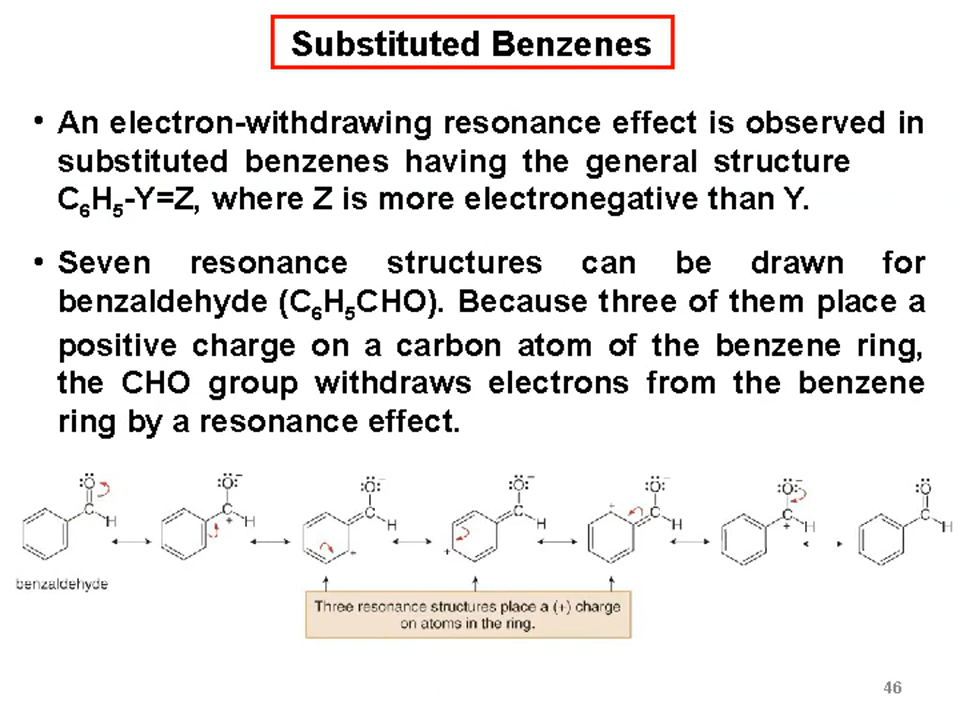 Substituted Benzenes
• An electron-withdrawing resonance effect is observed in
substituted benzenes having the general structure
C₆H₅-Y=Z, where Z is more electronegative than Y.
• Seven resonance structures can be drawn for
benzaldehyde (C₆H₅CHO). Because three of them place a
positive charge on a carbon atom of the benzene ring,
the CHO group withdraws electrons from the benzene
ring by a resonance effect.
:O: :O:⁻ :O:⁻ :O:⁻ :O:⁻ :O:⁻ :O:
C H C + H C H C H C H C + H C H
+ + +
benzaldehyde
Three resonance structures place a (+) charge
on atoms in the ring.
46